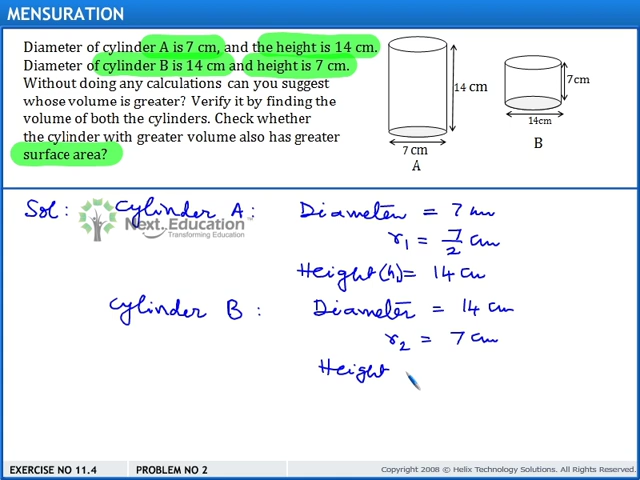 MENSURATION
Diameter of cylinder A is 7 cm, and the height is 14 cm.
Diameter of cylinder B is 14 cm and height is 7 cm.
Without doing any calculations can you suggest
whose volume is greater? Verify it by finding the
volume of both the cylinders. Check whether
the cylinder with greater volume also has greater
surface area?
14 cm
7 cm
A
7cm
14cm
B
Sol: Cylinder A: Diameter = 7 cm
Next Education
Transforming Education
r₁ = 7/2 cm
Height(h) = 14 cm
Cylinder B : Diameter = 14 cm
r₂ = 7 cm
Height
EXERCISE NO 11.4
PROBLEM NO 2
Copyright 2008 © Helix Technology Solutions. All Rights Reserved.